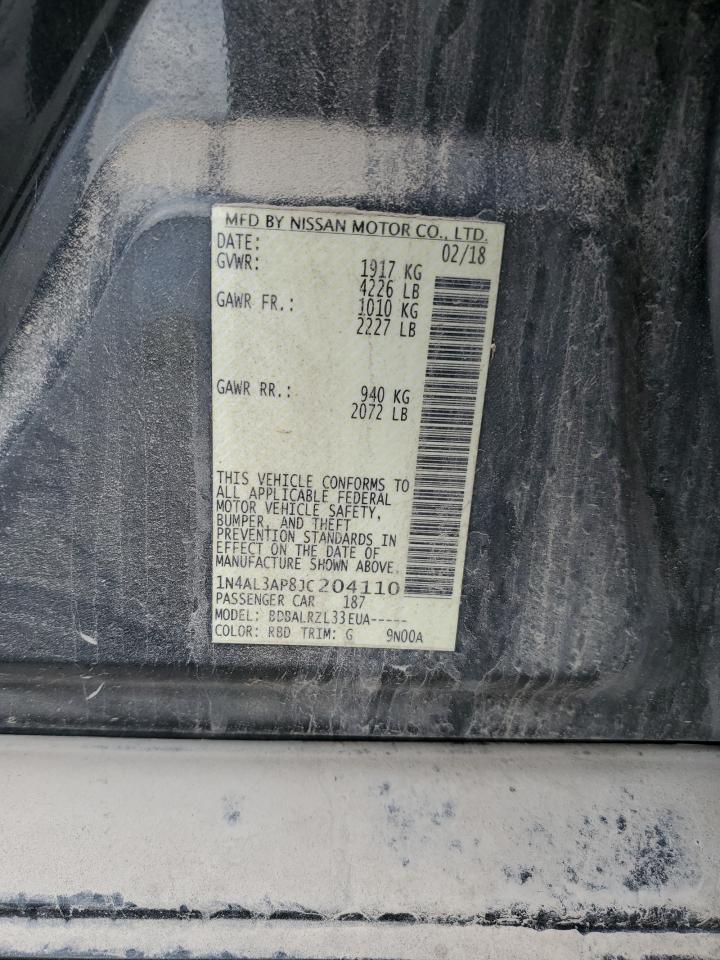 MFD BY NISSAN MOTOR CO., LTD.
DATE: 02/18
GVWR: 1917 KG
4226 LB
GAWR FR.: 1010 KG
2227 LB
GAWR RR.: 940 KG
2072 LB
THIS VEHICLE CONFORMS TO
ALL APPLICABLE FEDERAL
MOTOR VEHICLE SAFETY,
BUMPER, AND THEFT
PREVENTION STANDARDS IN
EFFECT ON THE DATE OF
MANUFACTURE SHOWN ABOVE.
1N4AL3AP8JC204110
PASSENGER CAR 187
MODEL: BDBALRZL33EUA-----
COLOR: RBD TRIM: G 9N00A